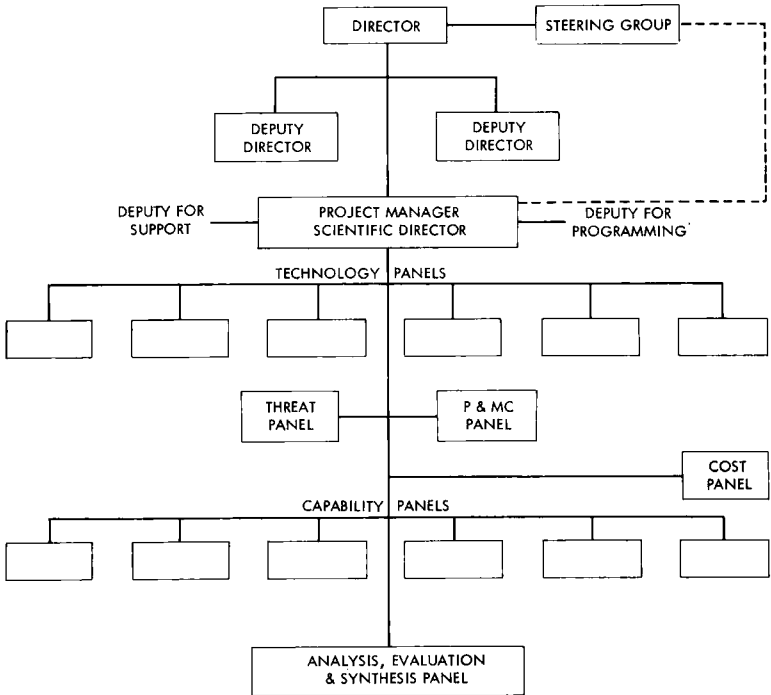 DIRECTOR
STEERING GROUP
DEPUTY
DIRECTOR
DEPUTY
DIRECTOR
DEPUTY FOR
SUPPORT
PROJECT MANAGER
SCIENTIFIC DIRECTOR
DEPUTY FOR
PROGRAMMING
TECHNOLOGY PANELS
THREAT
PANEL
P & MC
PANEL
COST
PANEL
CAPABILITY PANELS
ANALYSIS, EVALUATION
& SYNTHESIS PANEL